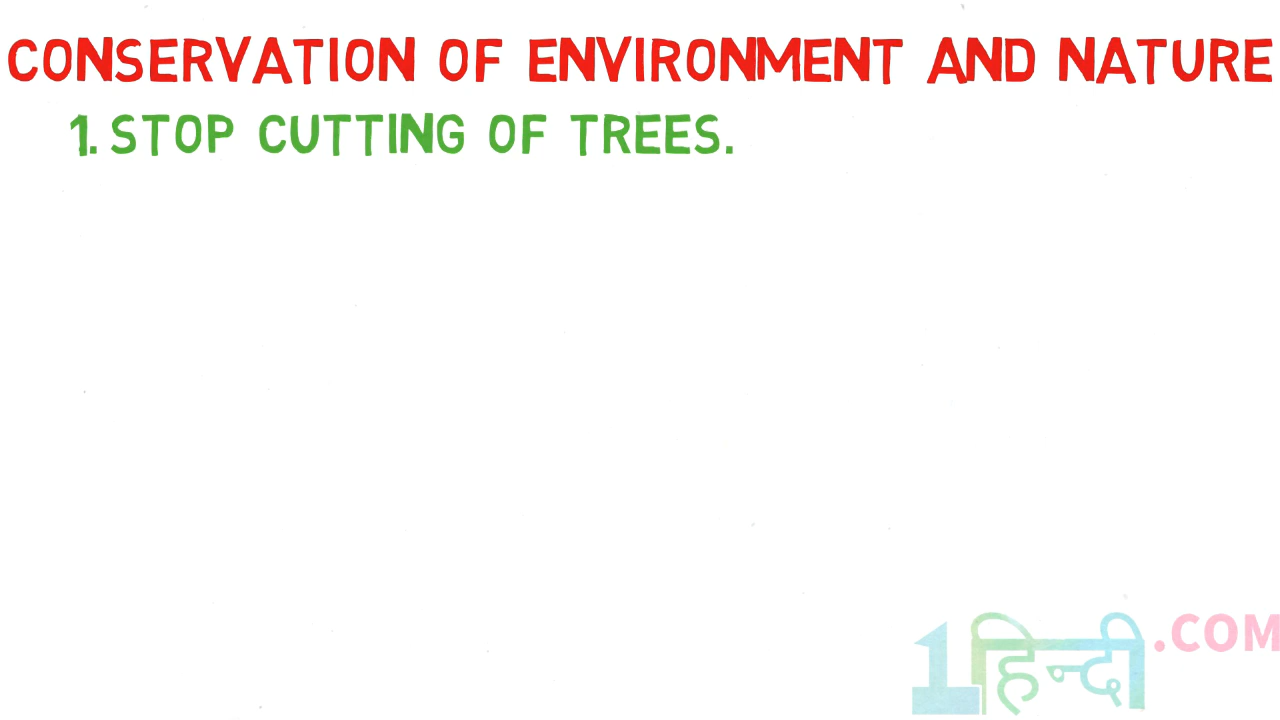 CONSERVATION OF ENVIRONMENT AND NATURE
1. STOP CUTTING OF TREES.
1हिन्दी.COM